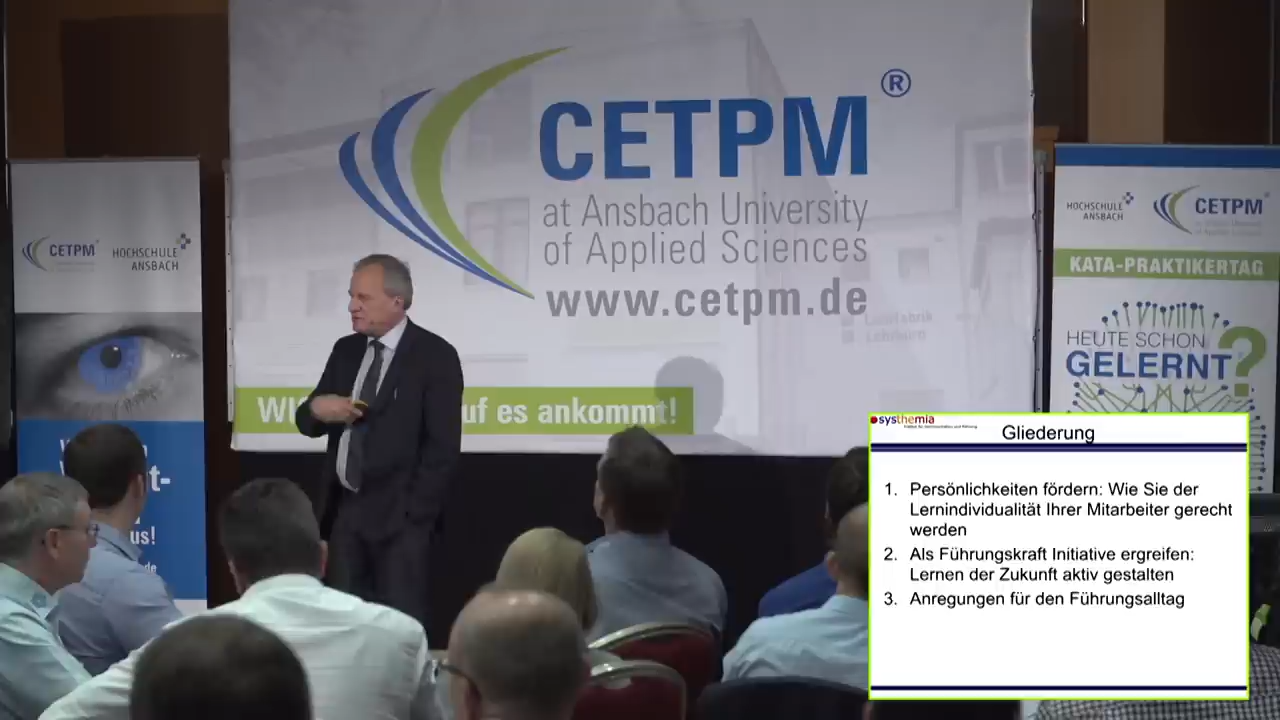 CETPM®
at Ansbach University
of Applied Sciences
www.cetpm.de
uf es ankommt!
CETPM
HOCHSCHULE
ANSBACH
t-
us!
HOCHSCHULE
ANSBACH
CETPM
KATA-PRAKTIKERTAG
HEUTE SCHON
GELERNT?
systhemia
Gliederung
1. Persönlichkeiten fördern: Wie Sie der
Lernindividualität Ihrer Mitarbeiter gerecht
werden
2. Als Führungskraft Initiative ergreifen:
Lernen der Zukunft aktiv gestalten
3. Anregungen für den Führungsalltag